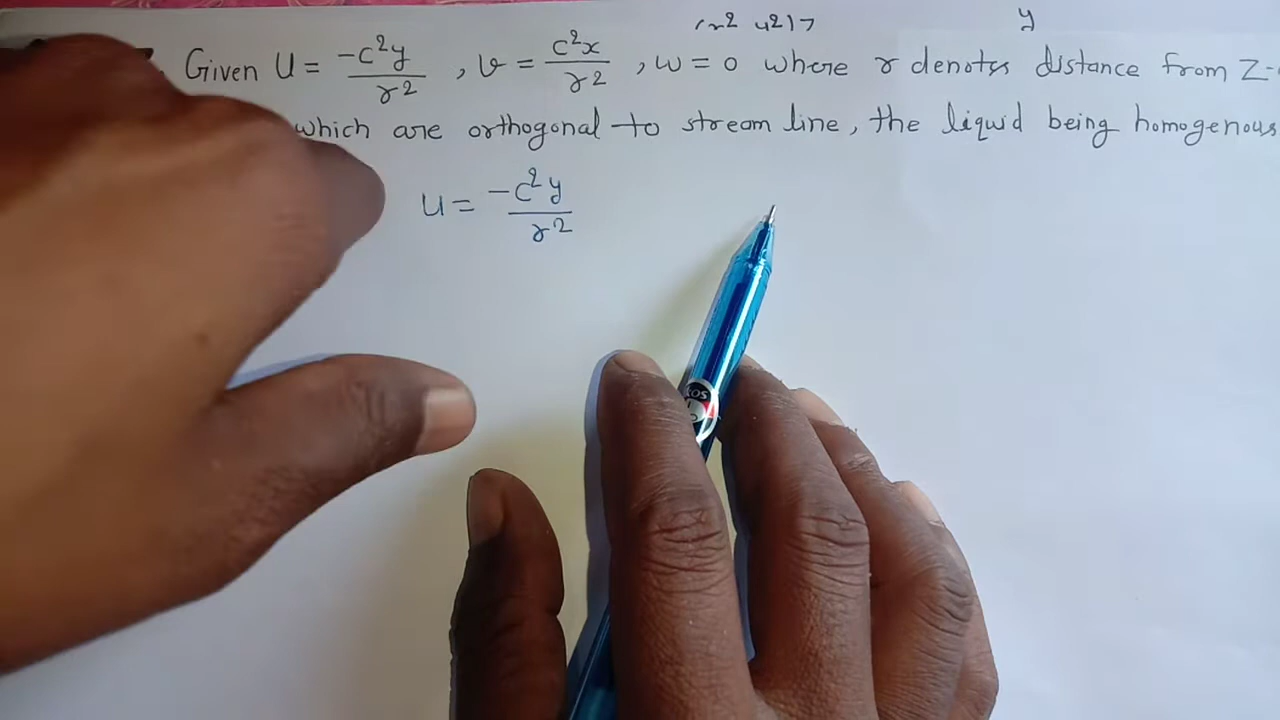 y
Given U = -c²y/r² , v = c²x/r² , w = 0 where r denotes distance from Z-
which are orthogonal to stream line, the liquid being homogenous
U = -c²y/r²